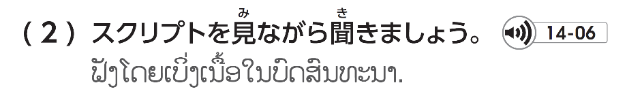 (2) スクリプトを見ながら聞きましょう。 14-06
ຟັງໂດຍເບິ່ງເນື້ອໃນບົດສົນທະນາ.